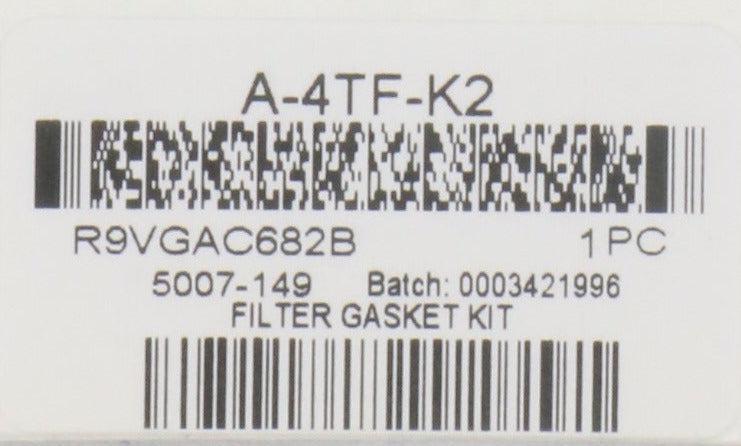 A-4TF-K2
R9VGAC682B 1 PC
5007-149 Batch: 0003421996
FILTER GASKET KIT